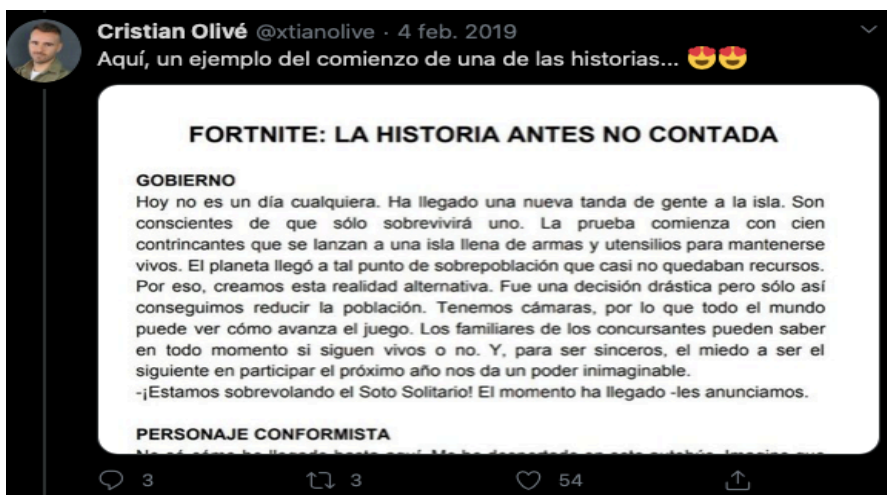 Cristian Olivé @xtianolive · 4 feb. 2019
Aquí, un ejemplo del comienzo de una de las historias... 😍😍
FORTNITE: LA HISTORIA ANTES NO CONTADA
GOBIERNO
Hoy no es un día cualquiera. Ha llegado una nueva tanda de gente a la isla. Son
conscientes de que sólo sobrevivirá uno. La prueba comienza con cien
contrincantes que se lanzan a una isla llena de armas y utensilios para mantenerse
vivos. El planeta llegó a tal punto de sobrepoblación que casi no quedaban recursos.
Por eso, creamos esta realidad alternativa. Fue una decisión drástica pero sólo así
conseguimos reducir la población. Tenemos cámaras, por lo que todo el mundo
puede ver cómo avanza el juego. Los familiares de los concursantes pueden saber
en todo momento si siguen vivos o no. Y, para ser sinceros, el miedo a ser el
siguiente en participar el próximo año nos da un poder inimaginable.
-¡Estamos sobrevolando el Soto Solitario! El momento ha llegado -les anunciamos.
PERSONAJE CONFORMISTA
3 3 54